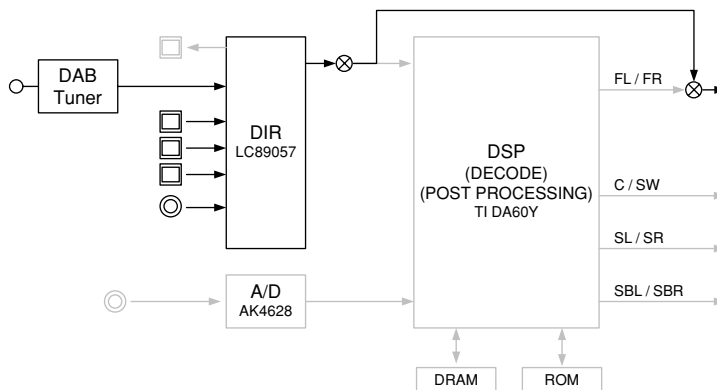 DAB
Tuner
DIR
LC89057
FL / FR
DSP
(DECODE)
(POST PROCESSING)
TI DA60Y
C / SW
SL / SR
A/D
AK4628
SBL / SBR
DRAM
ROM